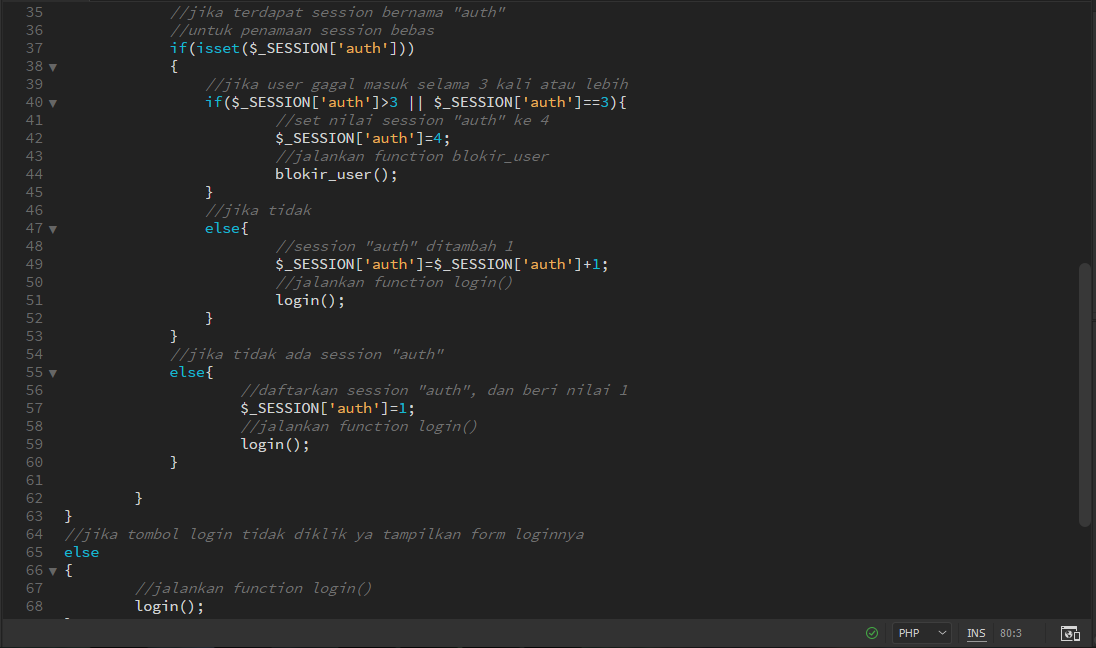 35 //jika terdapat session bernama "auth"
36 //untuk penamaan session bebas
37 if(isset($_SESSION['auth']))
38 {
39 //jika user gagal masuk selama 3 kali atau lebih
40 if($_SESSION['auth']>3 || $_SESSION['auth']==3){
41 //set nilai session "auth" ke 4
42 $_SESSION['auth']=4;
43 //jalankan function blokir_user
44 blokir_user();
45 }
46 //jika tidak
47 else{
48 //session "auth" ditambah 1
49 $_SESSION['auth']=$_SESSION['auth']+1;
50 //jalankan function login()
51 login();
52 }
53 }
54 //jika tidak ada session "auth"
55 else{
56 //daftarkan session "auth", dan beri nilai 1
57 $_SESSION['auth']=1;
58 //jalankan function login()
59 login();
60 }
61
62 }
63 }
64 //jika tombol login tidak diklik ya tampilkan form loginnya
65 else
66 {
67 //jalankan function login()
68 login();
PHP INS 80:3